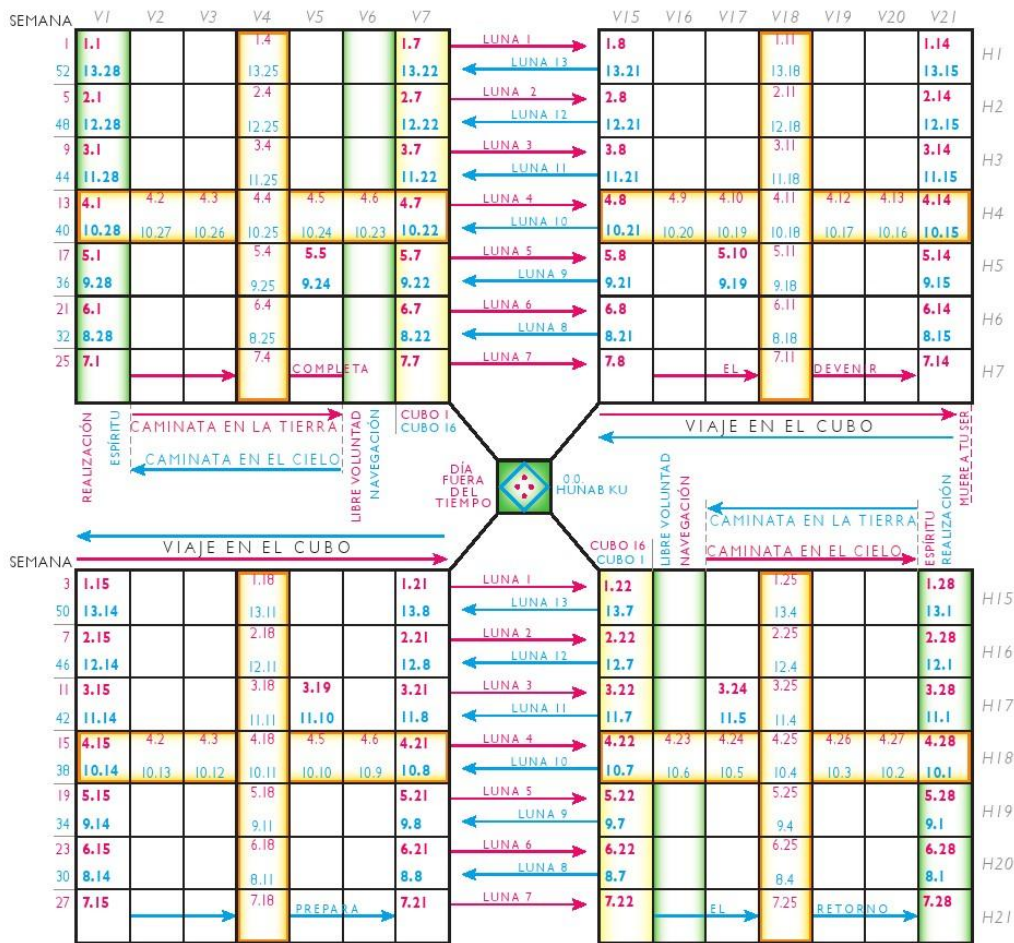 SEMANA V1 V2 V3 V4 V5 V6 V7 V15 V16 V17 V18 V19 V20 V21
1 1.1 1.4 1.7 LUNA 1 1.8 1.11 1.14 H1
52 13.28 13.25 13.22 LUNA 13 13.21 13.18 13.15
5 2.1 2.4 2.7 LUNA 2 2.8 2.11 2.14 H2
48 12.28 12.25 12.22 LUNA 12 12.21 12.18 12.15
9 3.1 3.4 3.7 LUNA 3 3.8 3.11 3.14 H3
44 11.28 11.25 11.22 LUNA 11 11.21 11.18 11.15
13 4.1 4.2 4.3 4.4 4.5 4.6 4.7 LUNA 4 4.8 4.9 4.10 4.11 4.12 4.13 4.14 H4
40 10.28 10.27 10.26 10.25 10.24 10.23 10.22 LUNA 10 10.21 10.20 10.19 10.18 10.17 10.16 10.15
17 5.1 5.4 5.5 5.7 LUNA 5 5.8 5.10 5.11 5.14 H5
36 9.28 9.25 9.24 9.22 LUNA 9 9.21 9.19 9.18 9.15
21 6.1 6.4 6.7 LUNA 6 6.8 6.11 6.14 H6
32 8.28 8.25 8.22 LUNA 8 8.21 8.18 8.15
25 7.1 7.4 7.7 LUNA 7 7.8 7.11 7.14 H7
COMPLETA EL DEVENIR
REALIZACIÓN
ESPÍRITU
CAMINATA EN LA TIERRA
CAMINATA EN EL CIELO
LIBRE VOLUNTAD
NAVEGACIÓN
CUBO 1
CUBO 16
VIAJE EN EL CUBO
MUERE A TU SER
DÍA
FUERA
DEL
TIEMPO
0.0.
HUNAB KU
VIAJE EN EL CUBO
CUBO 16
CUBO 1
LIBRE VOLUNTAD
NAVEGACIÓN
CAMINATA EN LA TIERRA
CAMINATA EN EL CIELO
ESPÍRITU
REALIZACIÓN
SEMANA
3 1.15 1.18 1.21 LUNA 1 1.22 1.25 1.28 H15
50 13.14 13.11 13.8 LUNA 13 13.7 13.4 13.1
7 2.15 2.18 2.21 LUNA 2 2.22 2.25 2.28 H16
46 12.14 12.11 12.8 LUNA 12 12.7 12.4 12.1
11 3.15 3.18 3.19 3.21 LUNA 3 3.22 3.24 3.25 3.28 H17
42 11.14 11.11 11.10 11.8 LUNA 11 11.7 11.5 11.4 11.1
15 4.15 4.2 4.3 4.18 4.5 4.6 4.21 LUNA 4 4.22 4.23 4.24 4.25 4.26 4.27 4.28 H18
38 10.14 10.13 10.12 10.11 10.10 10.9 10.8 LUNA 10 10.7 10.6 10.5 10.4 10.3 10.2 10.1
19 5.15 5.18 5.21 LUNA 5 5.22 5.25 5.28 H19
34 9.14 9.11 9.8 LUNA 9 9.7 9.4 9.1
23 6.15 6.18 6.21 LUNA 6 6.22 6.25 6.28 H20
30 8.14 8.11 8.8 LUNA 8 8.7 8.4 8.1
27 7.15 7.18 7.21 LUNA 7 7.22 7.25 7.28 H21
PREPARA EL RETORNO